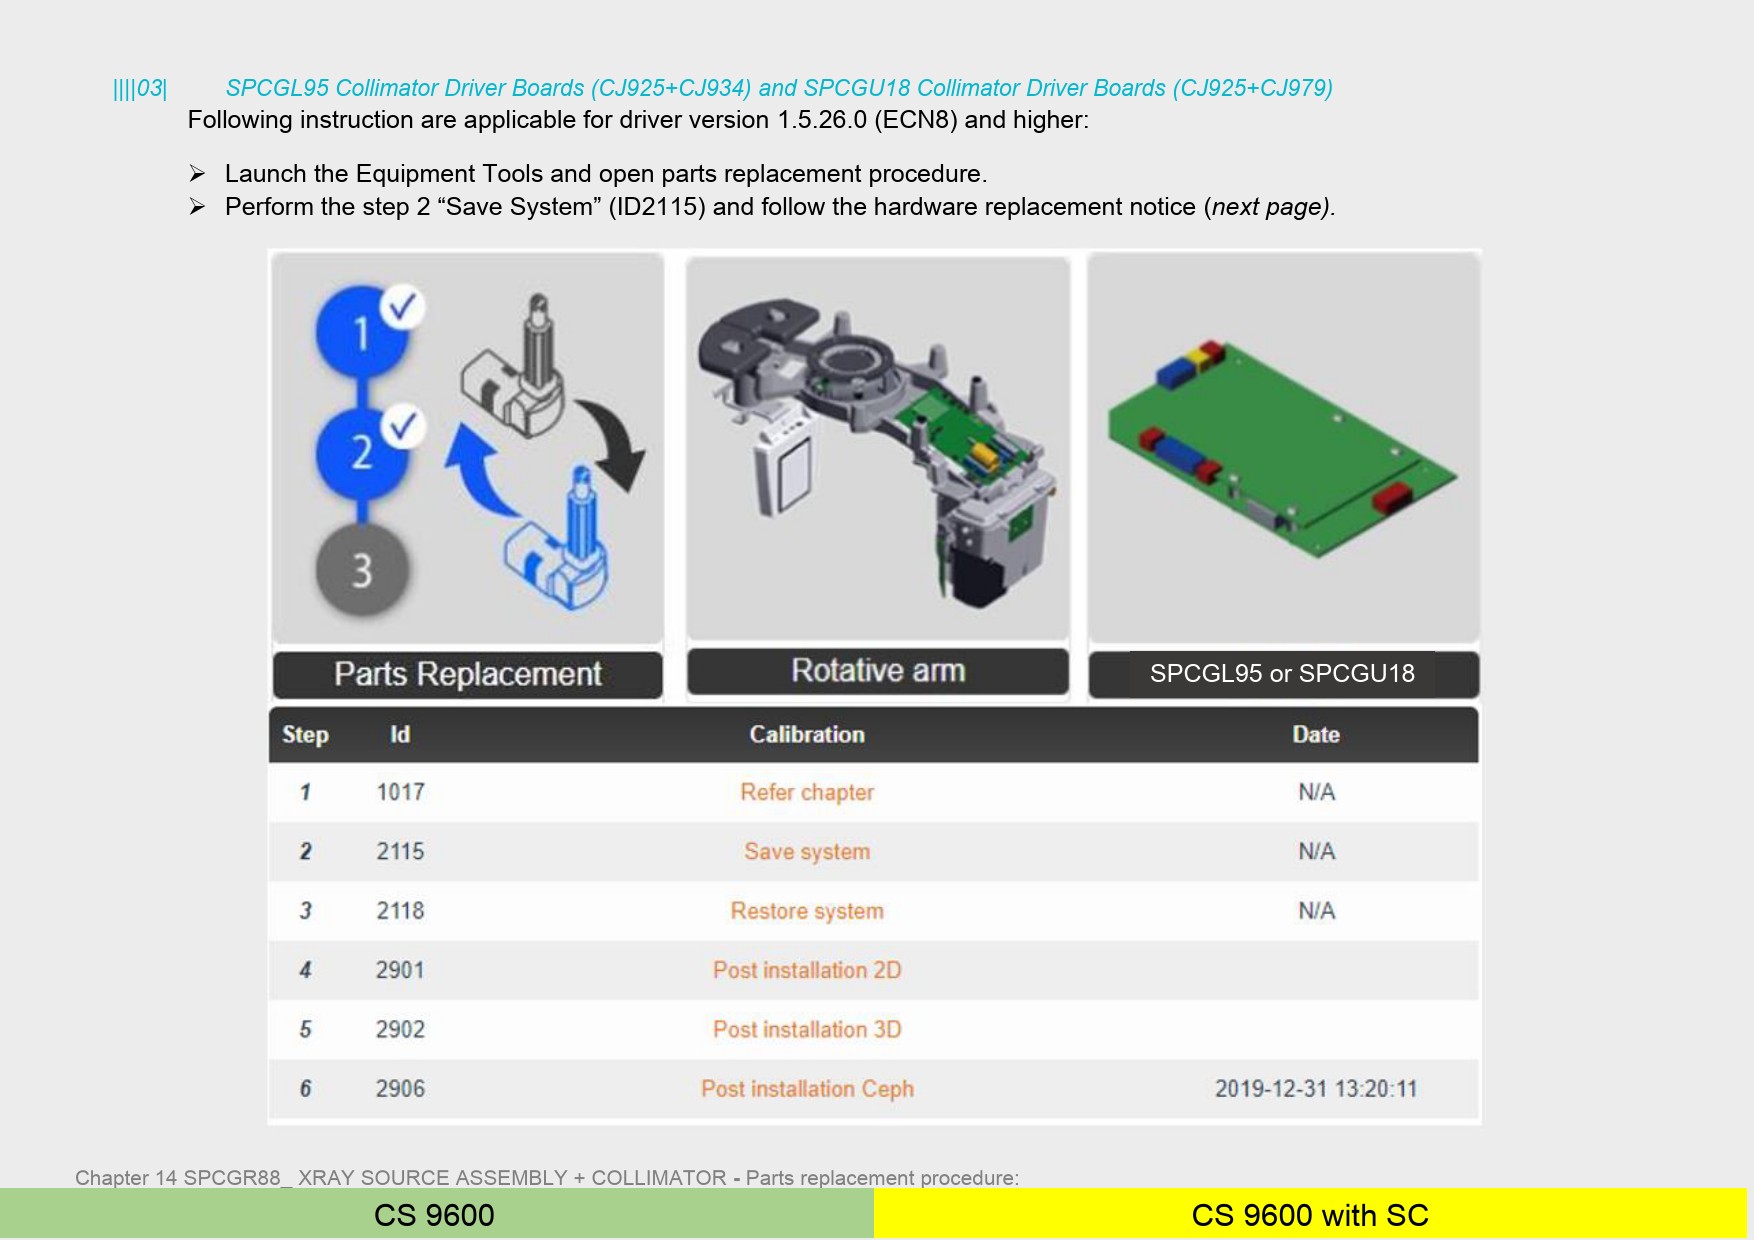 ||||03| SPCGL95 Collimator Driver Boards (CJ925+CJ934) and SPCGU18 Collimator Driver Boards (CJ925+CJ979)
Following instruction are applicable for driver version 1.5.26.0 (ECN8) and higher:
➢ Launch the Equipment Tools and open parts replacement procedure.
➢ Perform the step 2 “Save System” (ID2115) and follow the hardware replacement notice (next page).
1
2
3
Parts Replacement
Rotative arm
SPCGL95 or SPCGU18
Step Id Calibration Date
1 1017 Refer chapter N/A
2 2115 Save system N/A
3 2118 Restore system N/A
4 2901 Post installation 2D
5 2902 Post installation 3D
6 2906 Post installation Ceph 2019-12-31 13:20:11
Chapter 14 SPCGR88_ XRAY SOURCE ASSEMBLY + COLLIMATOR - Parts replacement procedure:
CS 9600
CS 9600 with SC